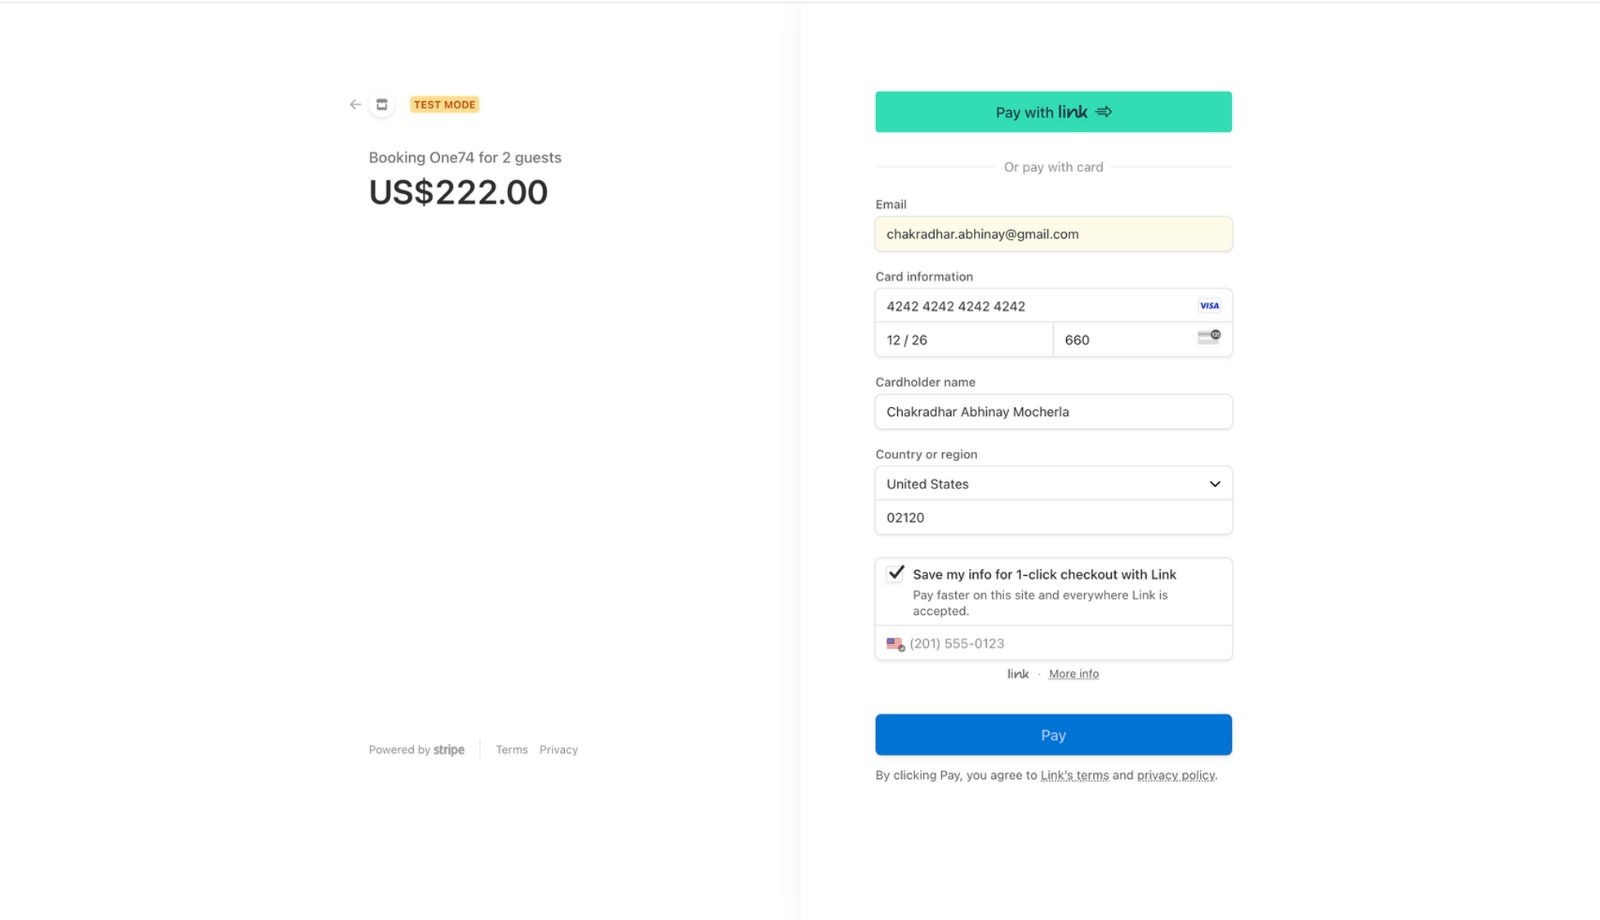 TEST MODE
Booking One74 for 2 guests
US$222.00
Powered by stripe
Terms Privacy
Pay with link
Or pay with card
Email
chakradhar.abhinay@gmail.com
Card information
4242 4242 4242 4242
VISA
12 / 26
660
Cardholder name
Chakradhar Abhinay Mocherla
Country or region
United States
02120
Save my info for 1-click checkout with Link
Pay faster on this site and everywhere Link is
accepted.
(201) 555-0123
link · More info
Pay
By clicking Pay, you agree to Link's terms and privacy policy.